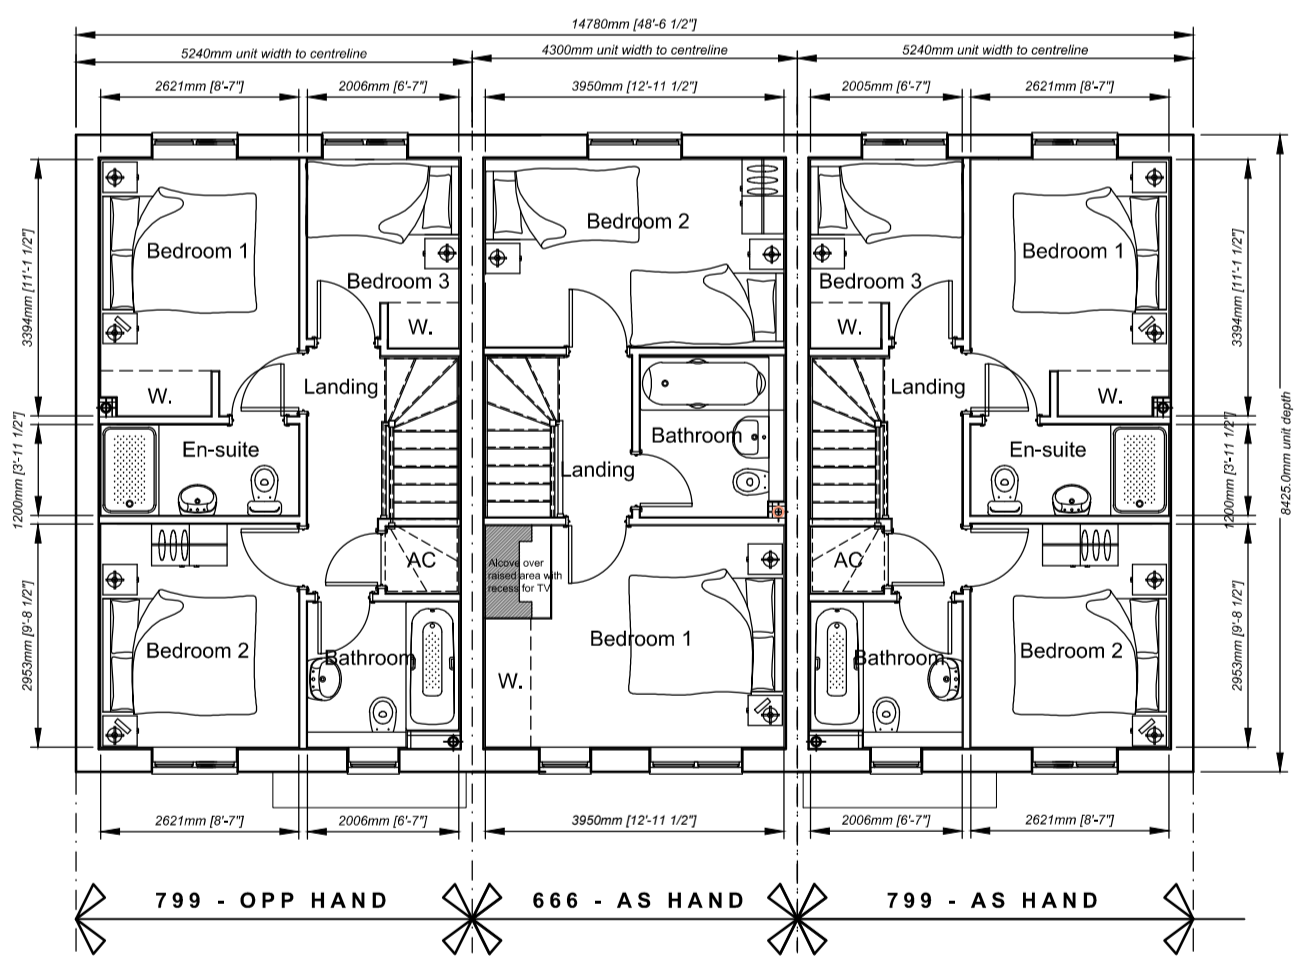 14780mm [48'-6 1/2"]
5240mm unit width to centreline
4300mm unit width to centreline
5240mm unit width to centreline
2621mm [8'-7"]
2006mm [6'-7"]
3950mm [12'-11 1/2"]
2005mm [6'-7"]
2621mm [8'-7"]
3394mm [11'-1 1/2"]
1200mm [3'-11 1/2"]
2953mm [9'-8 1/2"]
Bedroom 1
Bedroom 3
W.
W.
Landing
En-suite
AC
Bedroom 2
Bathroom
Bedroom 2
Bathroom
Landing
Alcove over
raised area with
recess for TV
Bedroom 1
W.
Bedroom 3
Bedroom 1
W.
Landing
W.
En-suite
AC
Bathroom
Bedroom 2
3394mm [11'-1 1/2"]
1200mm [3'-11 1/2"]
2953mm [9'-8 1/2"]
8425.0mm unit depth
2621mm [8'-7"]
2006mm [6'-7"]
3950mm [12'-11 1/2"]
2006mm [6'-7"]
2621mm [8'-7"]
799 - OPP HAND
666 - AS HAND
799 - AS HAND